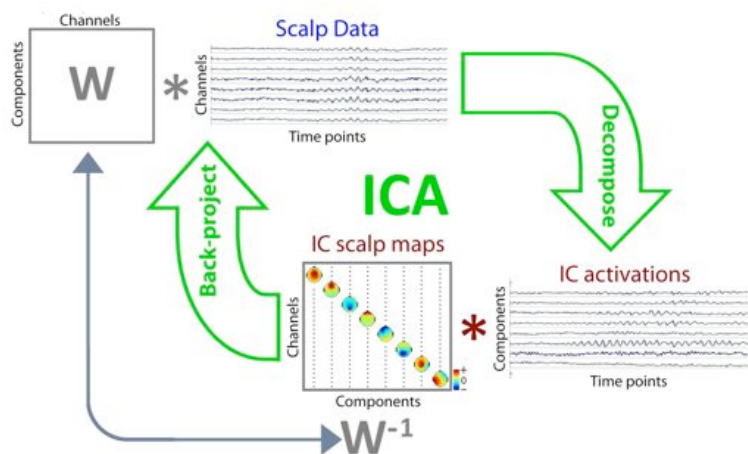 Channels
Components
W
*
Scalp Data
Channels
Time points
Decompose
Back-project
ICA
IC scalp maps
Channels
Components
+
0
−
*
IC activations
Components
Time points
W-1